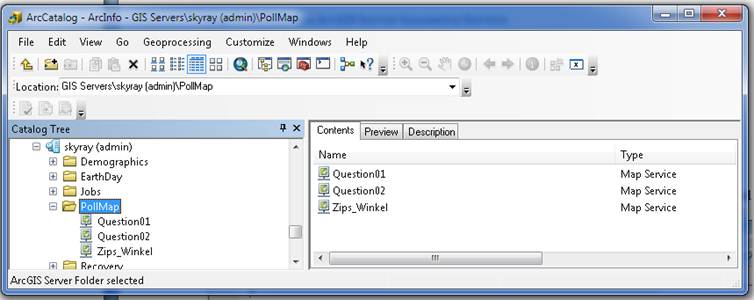 ArcCatalog - ArcInfo - GIS Servers\skyray (admin)\PollMap
File Edit View Go Geoprocessing Customize Windows Help
Location: GIS Servers\skyray (admin)\PollMap
Catalog Tree
skyray (admin)
Demographics
EarthDay
Jobs
PollMap
Question01
Question02
Zips_Winkel
Recovery
Contents Preview Description
Name Type
Question01 Map Service
Question02 Map Service
Zips_Winkel Map Service
ArcGIS Server Folder selected